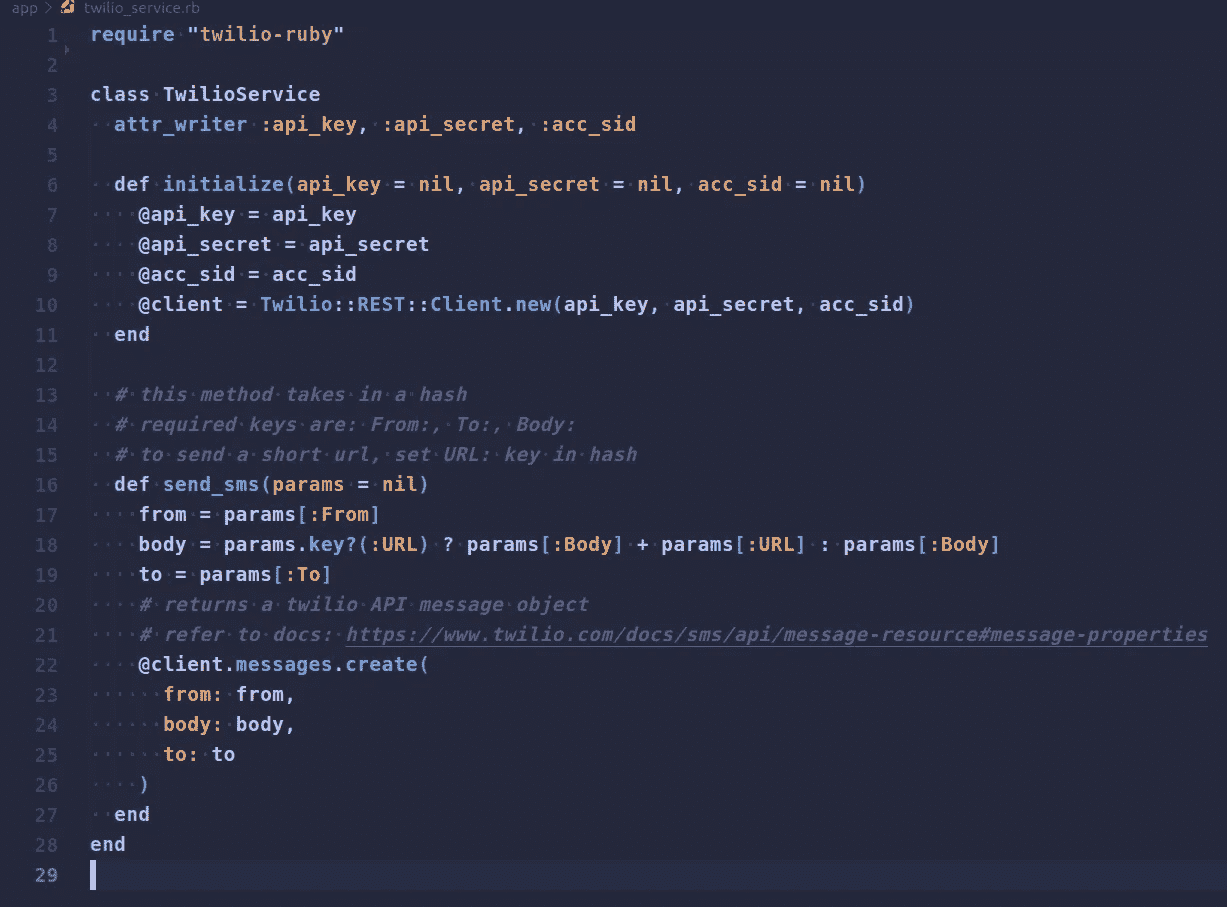 app > twilio_service.rb
1 require "twilio-ruby"
2
3 class TwilioService
4   attr_writer :api_key, :api_secret, :acc_sid
5
6   def initialize(api_key = nil, api_secret = nil, acc_sid = nil)
7     @api_key = api_key
8     @api_secret = api_secret
9     @acc_sid = acc_sid
10     @client = Twilio::REST::Client.new(api_key, api_secret, acc_sid)
11   end
12
13   # this method takes in a hash
14   # required keys are: From:, To:, Body:
15   # to send a short url, set URL: key in hash
16   def send_sms(params = nil)
17     from = params[:From]
18     body = params.key?(:URL) ? params[:Body] + params[:URL] : params[:Body]
19     to = params[:To]
20     # returns a twilio API message object
21     # refer to docs: https://www.twilio.com/docs/sms/api/message-resource#message-properties
22     @client.messages.create(
23       from: from,
24       body: body,
25       to: to
26     )
27   end
28 end
29